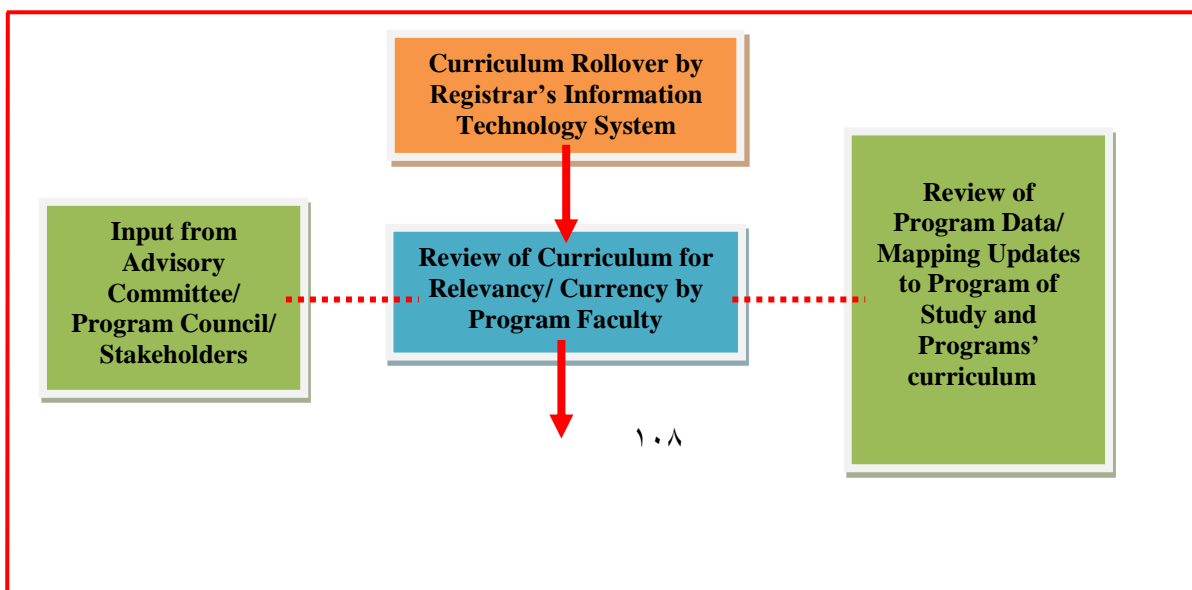 Curriculum Rollover by
Registrar’s Information
Technology System
Input from
Advisory
Committee/
Program Council/
Stakeholders
Review of Curriculum for
Relevancy/ Currency by
Program Faculty
Review of
Program Data/
Mapping Updates
to Program of
Study and
Programs’
curriculum
١٠٨